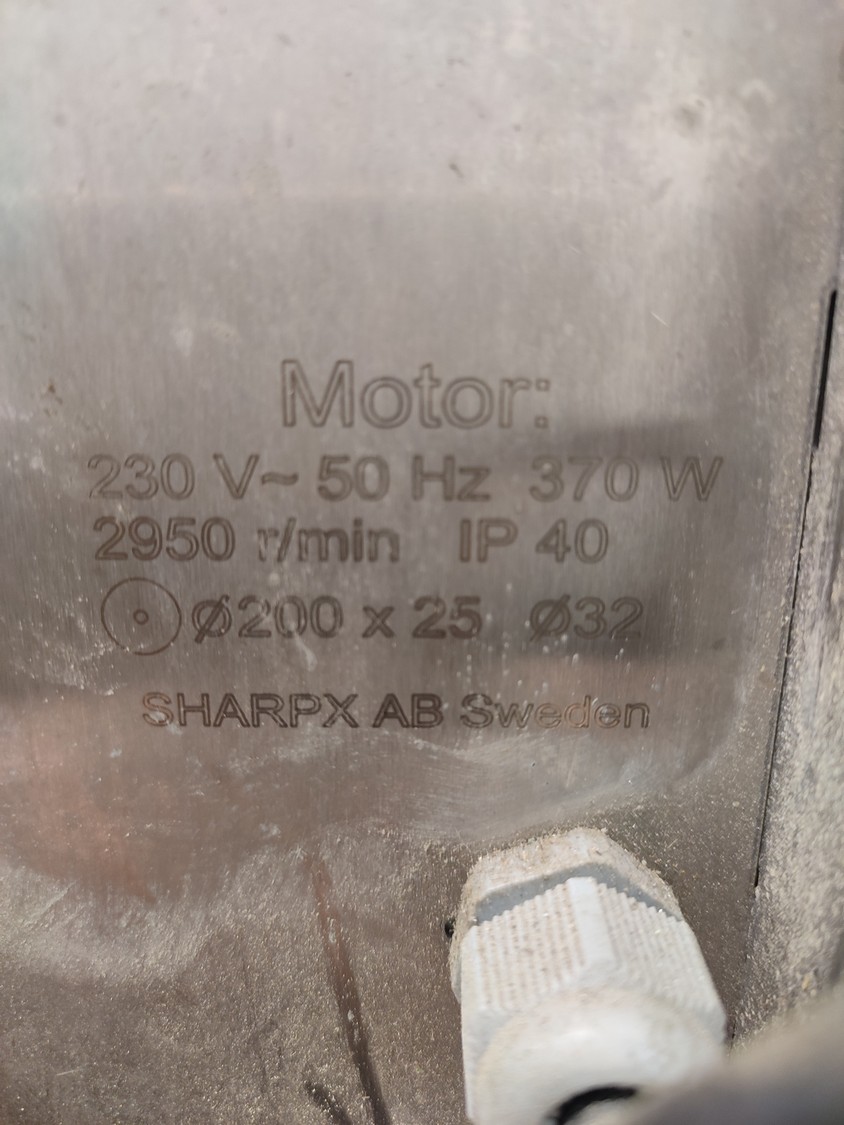 Motor:
230 V~ 50 Hz 370 W
2950 r/min IP 40
ø200 x 25 ø32
SHARPX AB Sweden